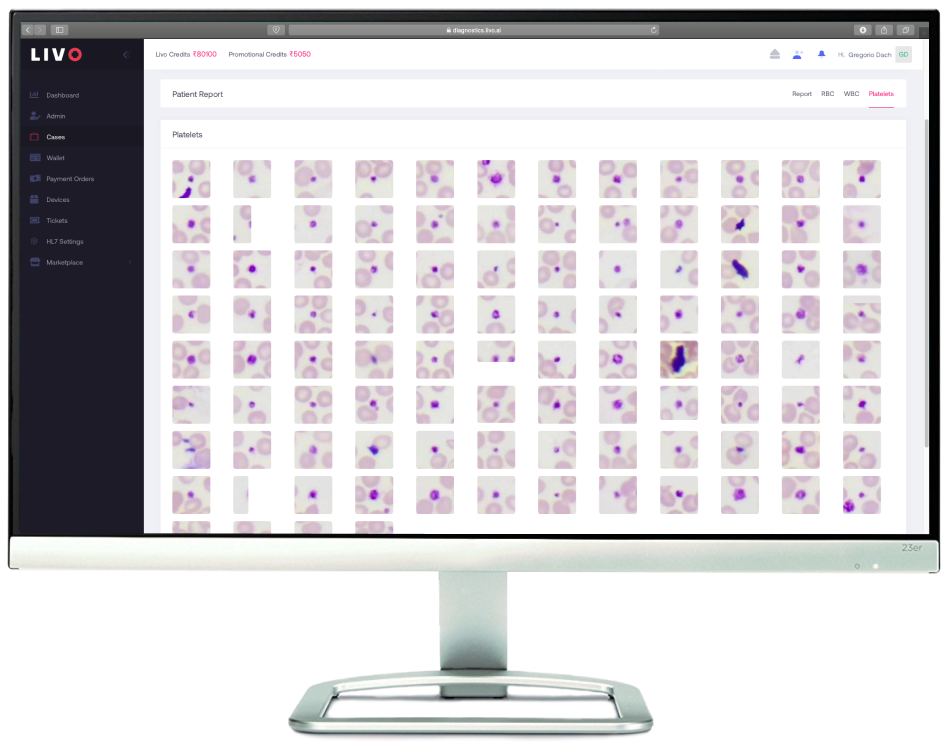 diagnostics.livo.ai
LIVO
Livo Credits ₹80100 Promotional Credits ₹5050
Hi, Gregorio Dach GD
Dashboard
Admin
Cases
Wallet
Payment Orders
Devices
Tickets
HL7 Settings
Marketplace
Patient Report
Report RBC WBC Platelets
Platelets
23er